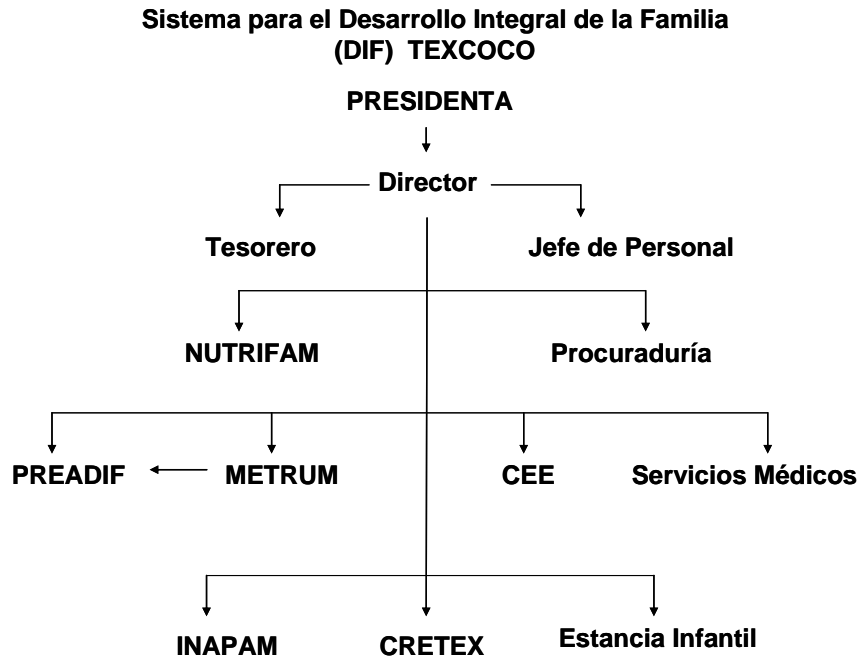 Sistema para el Desarrollo Integral de la Familia
(DIF) TEXCOCO
PRESIDENTA
Director
Tesorero
Jefe de Personal
NUTRIFAM
Procuraduría
PREADIF
METRUM
CEE
Servicios Médicos
INAPAM
CRETEX
Estancia Infantil